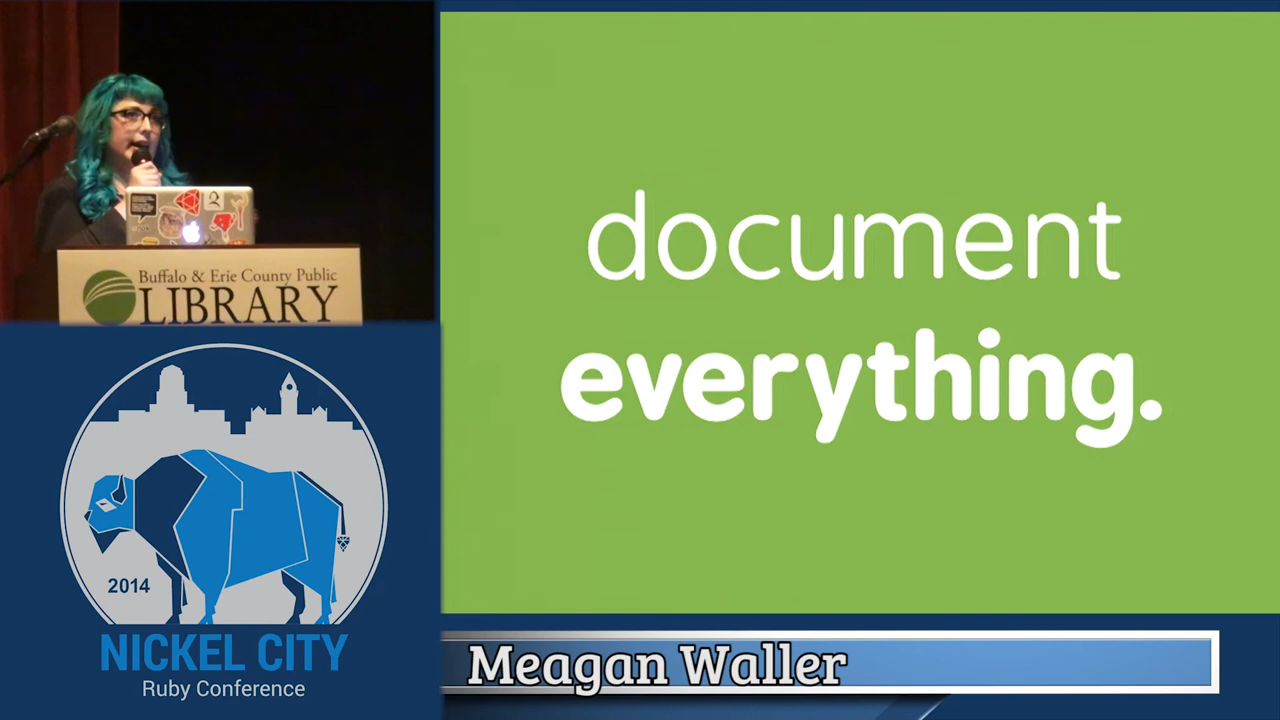 document
everything.
Buffalo & Erie County Public
LIBRARY
2014
NICKEL CITY
Ruby Conference
Meagan Waller